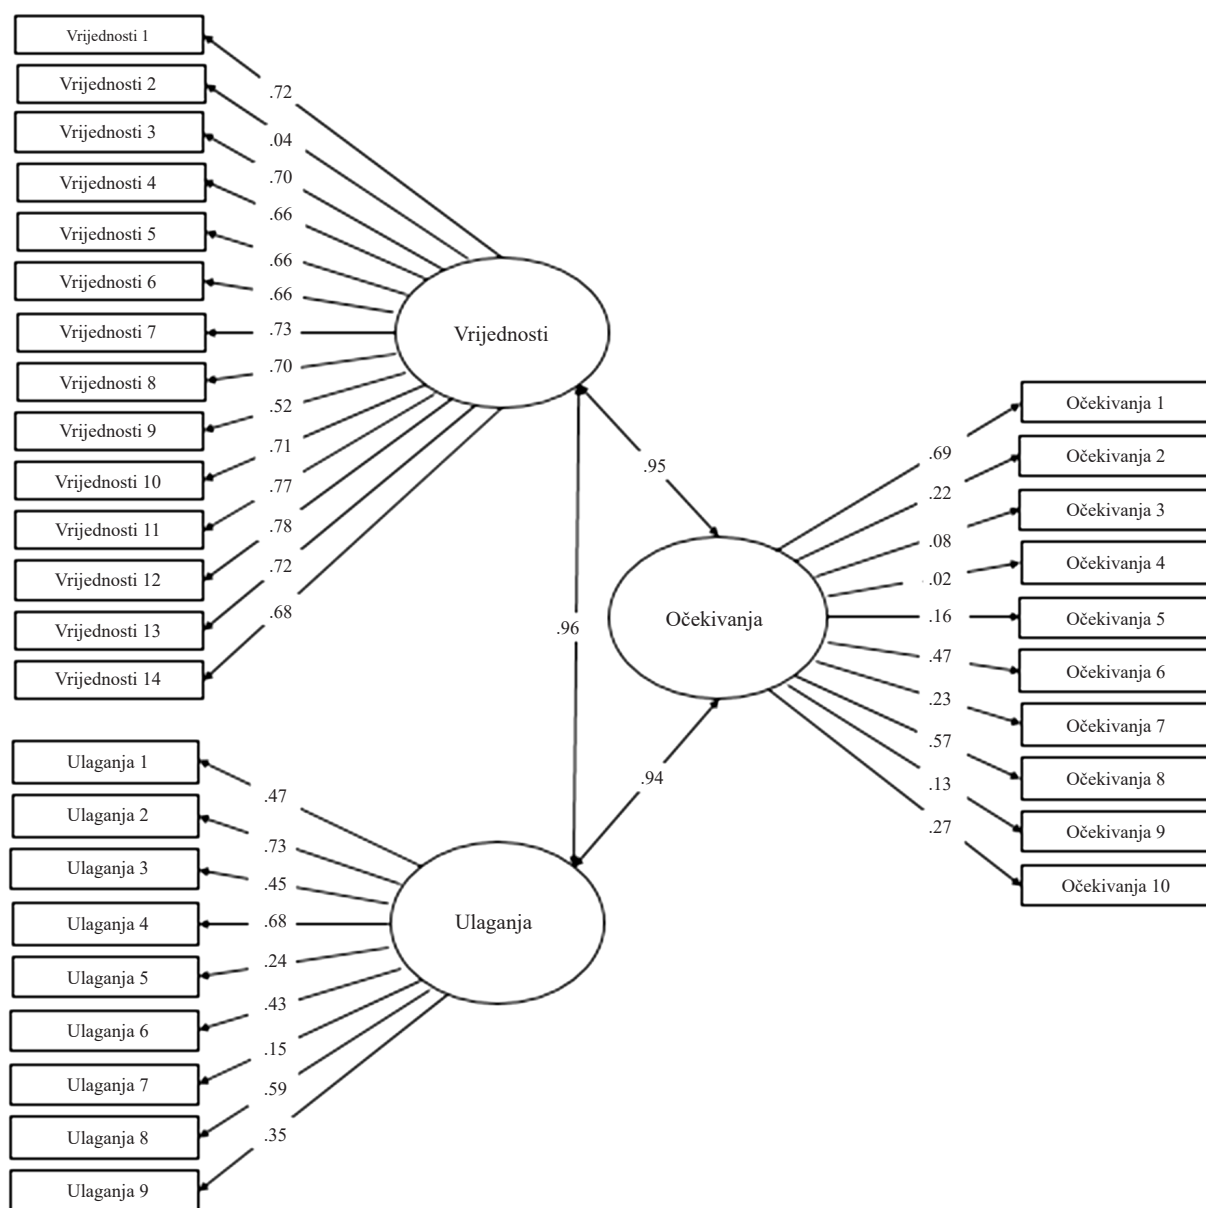 Vrijednosti 1
Vrijednosti 2
Vrijednosti 3
Vrijednosti 4
Vrijednosti 5
Vrijednosti 6
Vrijednosti 7
Vrijednosti 8
Vrijednosti 9
Vrijednosti 10
Vrijednosti 11
Vrijednosti 12
Vrijednosti 13
Vrijednosti 14
.72
.04
.70
.66
.66
.66
.73
.70
.52
.71
.77
.78
.72
.68
Vrijednosti
.95
.96
.94
Očekivanja
.69
.22
.08
.02
.16
.47
.23
.57
.13
.27
Očekivanja 1
Očekivanja 2
Očekivanja 3
Očekivanja 4
Očekivanja 5
Očekivanja 6
Očekivanja 7
Očekivanja 8
Očekivanja 9
Očekivanja 10
Ulaganja 1
Ulaganja 2
Ulaganja 3
Ulaganja 4
Ulaganja 5
Ulaganja 6
Ulaganja 7
Ulaganja 8
Ulaganja 9
.47
.73
.45
.68
.24
.43
.15
.59
.35
Ulaganja